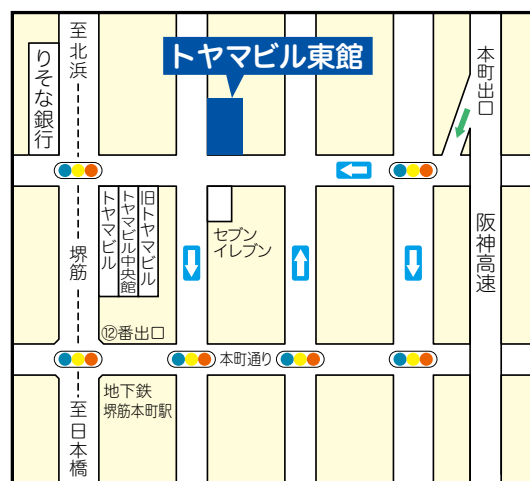 至北浜
りそな銀行
トヤマビル東館
本町出口
トヤマビル
トヤマビル中央館
旧トヤマビル
セブン
イレブン
堺筋
阪神高速
⑫番出口
本町通り
地下鉄
堺筋本町駅
至日本橋